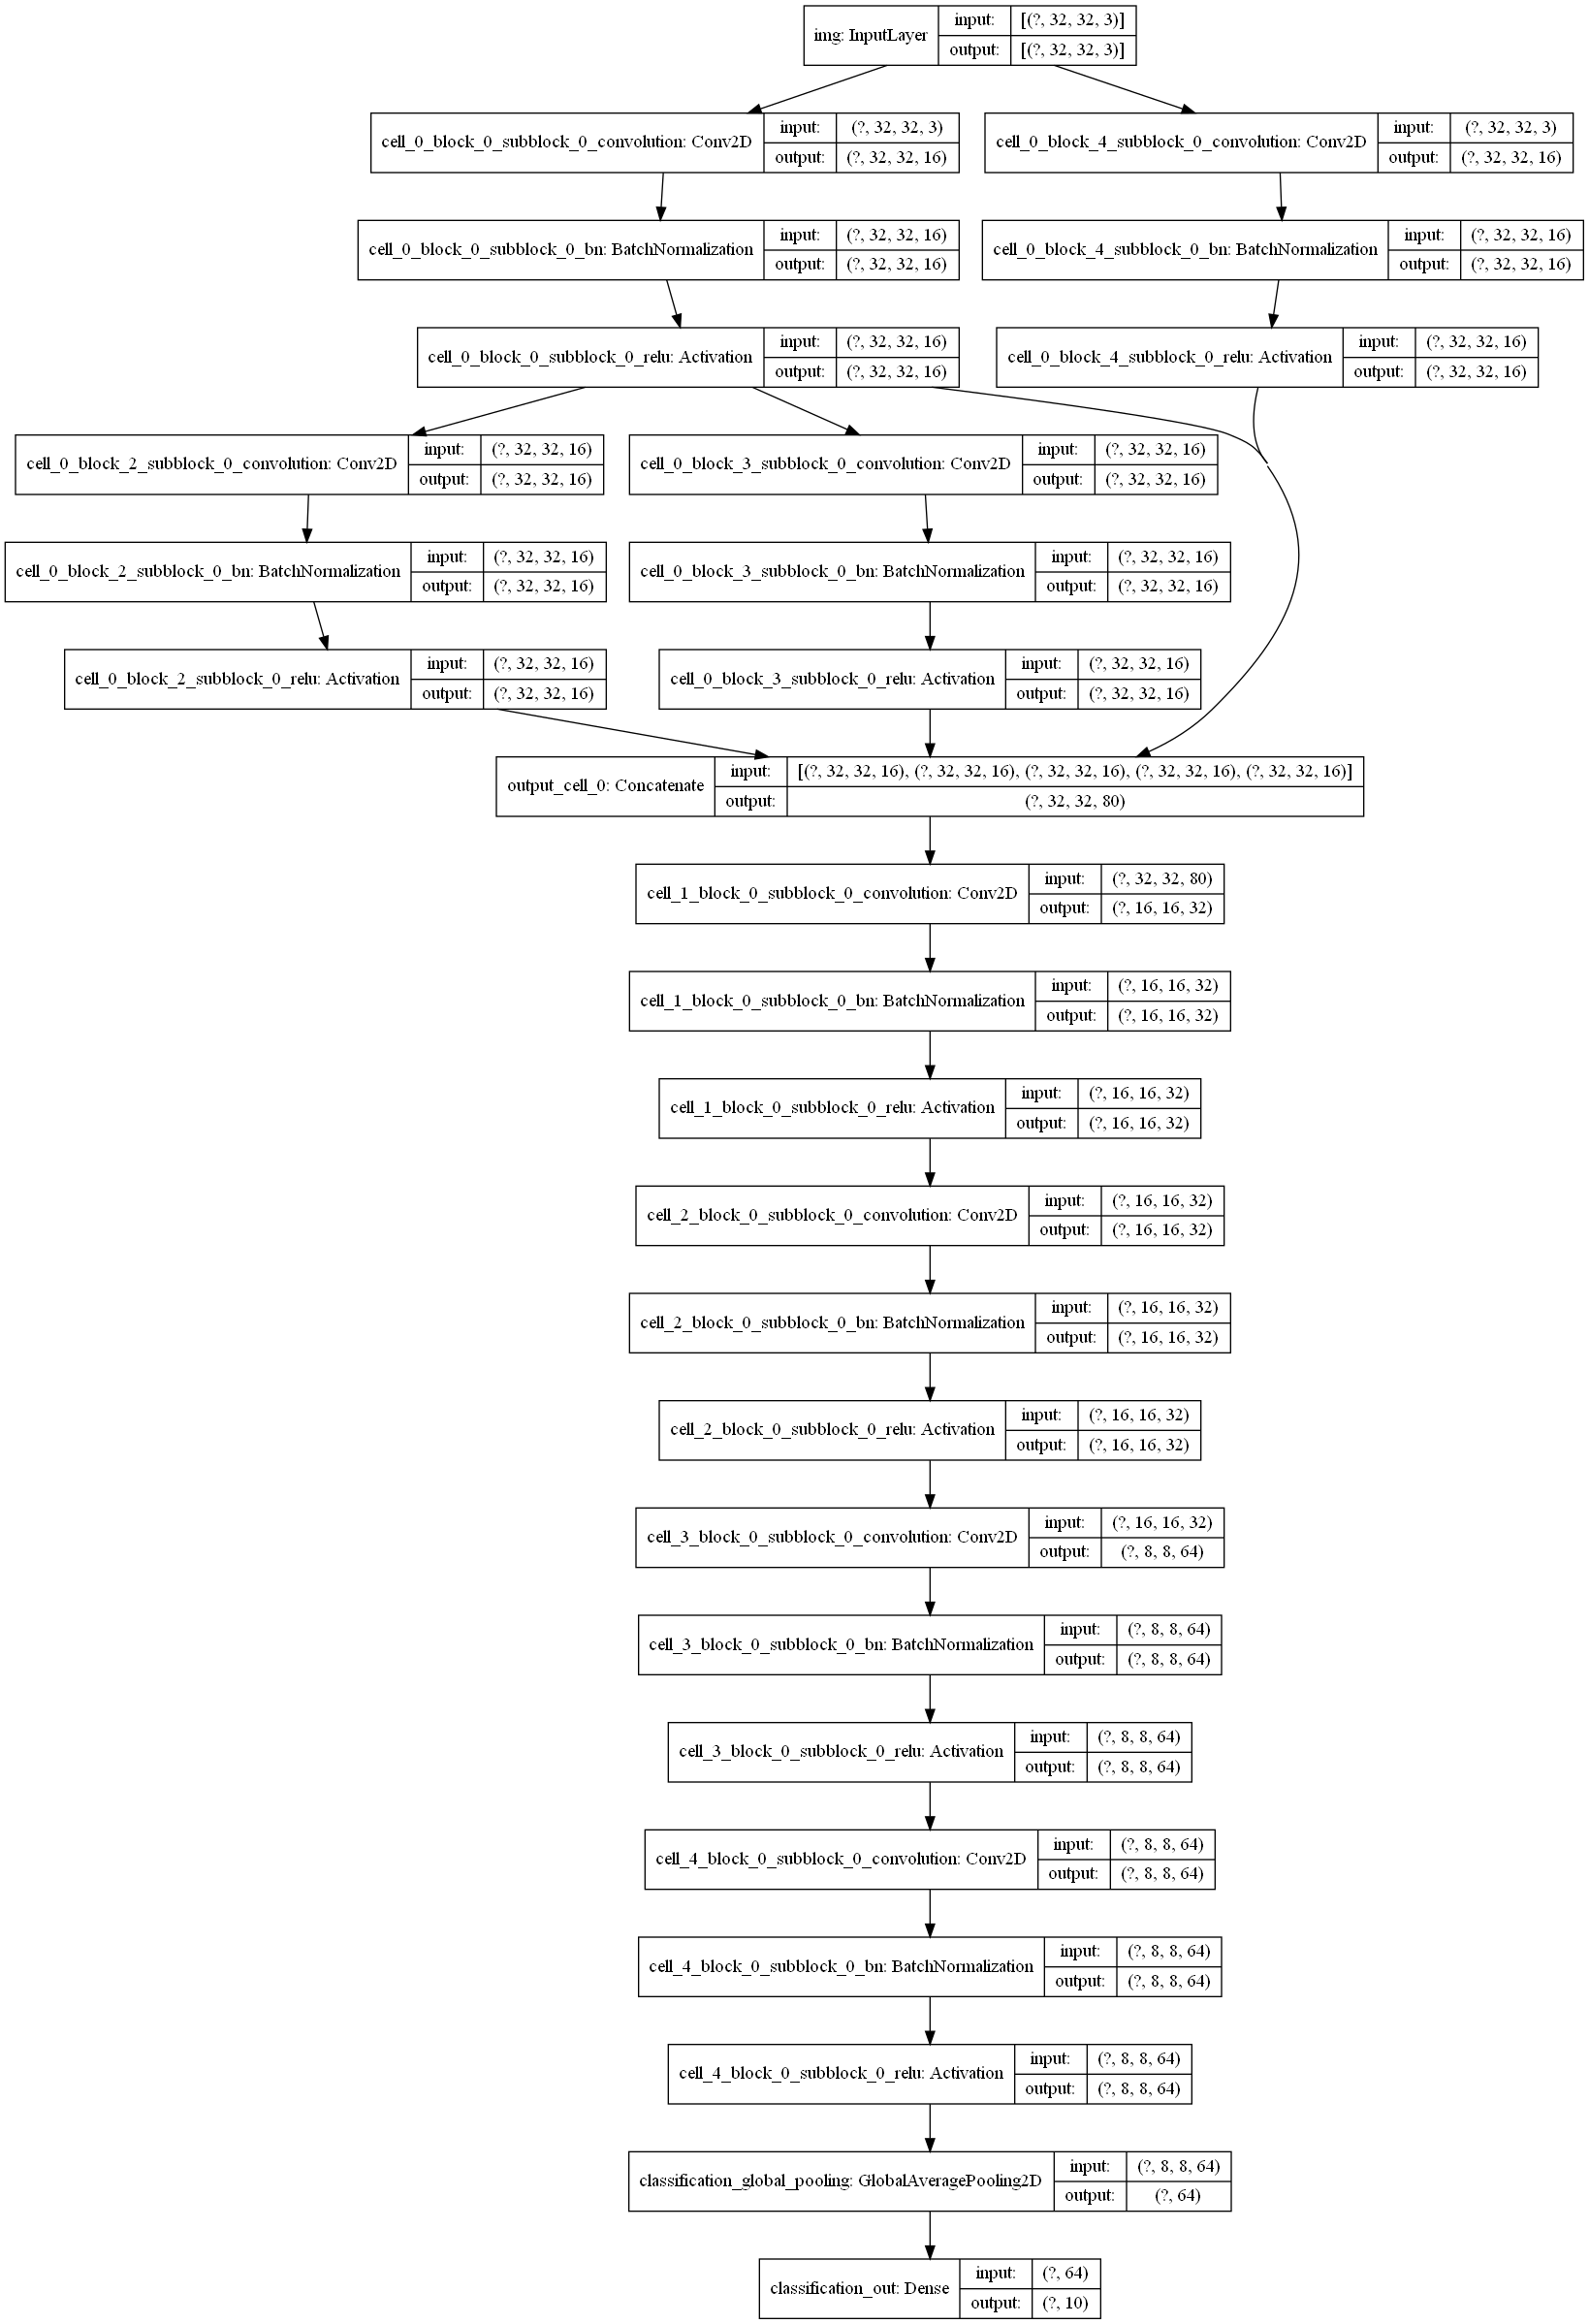 img: InputLayer
input: [(?, 32, 32, 3)]
output: [(?, 32, 32, 3)]
cell_0_block_0_subblock_0_convolution: Conv2D
input: (?, 32, 32, 3)
output: (?, 32, 32, 16)
cell_0_block_4_subblock_0_convolution: Conv2D
input: (?, 32, 32, 3)
output: (?, 32, 32, 16)
cell_0_block_0_subblock_0_bn: BatchNormalization
input: (?, 32, 32, 16)
output: (?, 32, 32, 16)
cell_0_block_4_subblock_0_bn: BatchNormalization
input: (?, 32, 32, 16)
output: (?, 32, 32, 16)
cell_0_block_0_subblock_0_relu: Activation
input: (?, 32, 32, 16)
output: (?, 32, 32, 16)
cell_0_block_4_subblock_0_relu: Activation
input: (?, 32, 32, 16)
output: (?, 32, 32, 16)
cell_0_block_2_subblock_0_convolution: Conv2D
input: (?, 32, 32, 16)
output: (?, 32, 32, 16)
cell_0_block_3_subblock_0_convolution: Conv2D
input: (?, 32, 32, 16)
output: (?, 32, 32, 16)
cell_0_block_2_subblock_0_bn: BatchNormalization
input: (?, 32, 32, 16)
output: (?, 32, 32, 16)
cell_0_block_3_subblock_0_bn: BatchNormalization
input: (?, 32, 32, 16)
output: (?, 32, 32, 16)
cell_0_block_2_subblock_0_relu: Activation
input: (?, 32, 32, 16)
output: (?, 32, 32, 16)
cell_0_block_3_subblock_0_relu: Activation
input: (?, 32, 32, 16)
output: (?, 32, 32, 16)
output_cell_0: Concatenate
input: [(?, 32, 32, 16), (?, 32, 32, 16), (?, 32, 32, 16), (?, 32, 32, 16), (?, 32, 32, 16)]
output: (?, 32, 32, 80)
cell_1_block_0_subblock_0_convolution: Conv2D
input: (?, 32, 32, 80)
output: (?, 16, 16, 32)
cell_1_block_0_subblock_0_bn: BatchNormalization
input: (?, 16, 16, 32)
output: (?, 16, 16, 32)
cell_1_block_0_subblock_0_relu: Activation
input: (?, 16, 16, 32)
output: (?, 16, 16, 32)
cell_2_block_0_subblock_0_convolution: Conv2D
input: (?, 16, 16, 32)
output: (?, 16, 16, 32)
cell_2_block_0_subblock_0_bn: BatchNormalization
input: (?, 16, 16, 32)
output: (?, 16, 16, 32)
cell_2_block_0_subblock_0_relu: Activation
input: (?, 16, 16, 32)
output: (?, 16, 16, 32)
cell_3_block_0_subblock_0_convolution: Conv2D
input: (?, 16, 16, 32)
output: (?, 8, 8, 64)
cell_3_block_0_subblock_0_bn: BatchNormalization
input: (?, 8, 8, 64)
output: (?, 8, 8, 64)
cell_3_block_0_subblock_0_relu: Activation
input: (?, 8, 8, 64)
output: (?, 8, 8, 64)
cell_4_block_0_subblock_0_convolution: Conv2D
input: (?, 8, 8, 64)
output: (?, 8, 8, 64)
cell_4_block_0_subblock_0_bn: BatchNormalization
input: (?, 8, 8, 64)
output: (?, 8, 8, 64)
cell_4_block_0_subblock_0_relu: Activation
input: (?, 8, 8, 64)
output: (?, 8, 8, 64)
classification_global_pooling: GlobalAveragePooling2D
input: (?, 8, 8, 64)
output: (?, 64)
classification_out: Dense
input: (?, 64)
output: (?, 10)